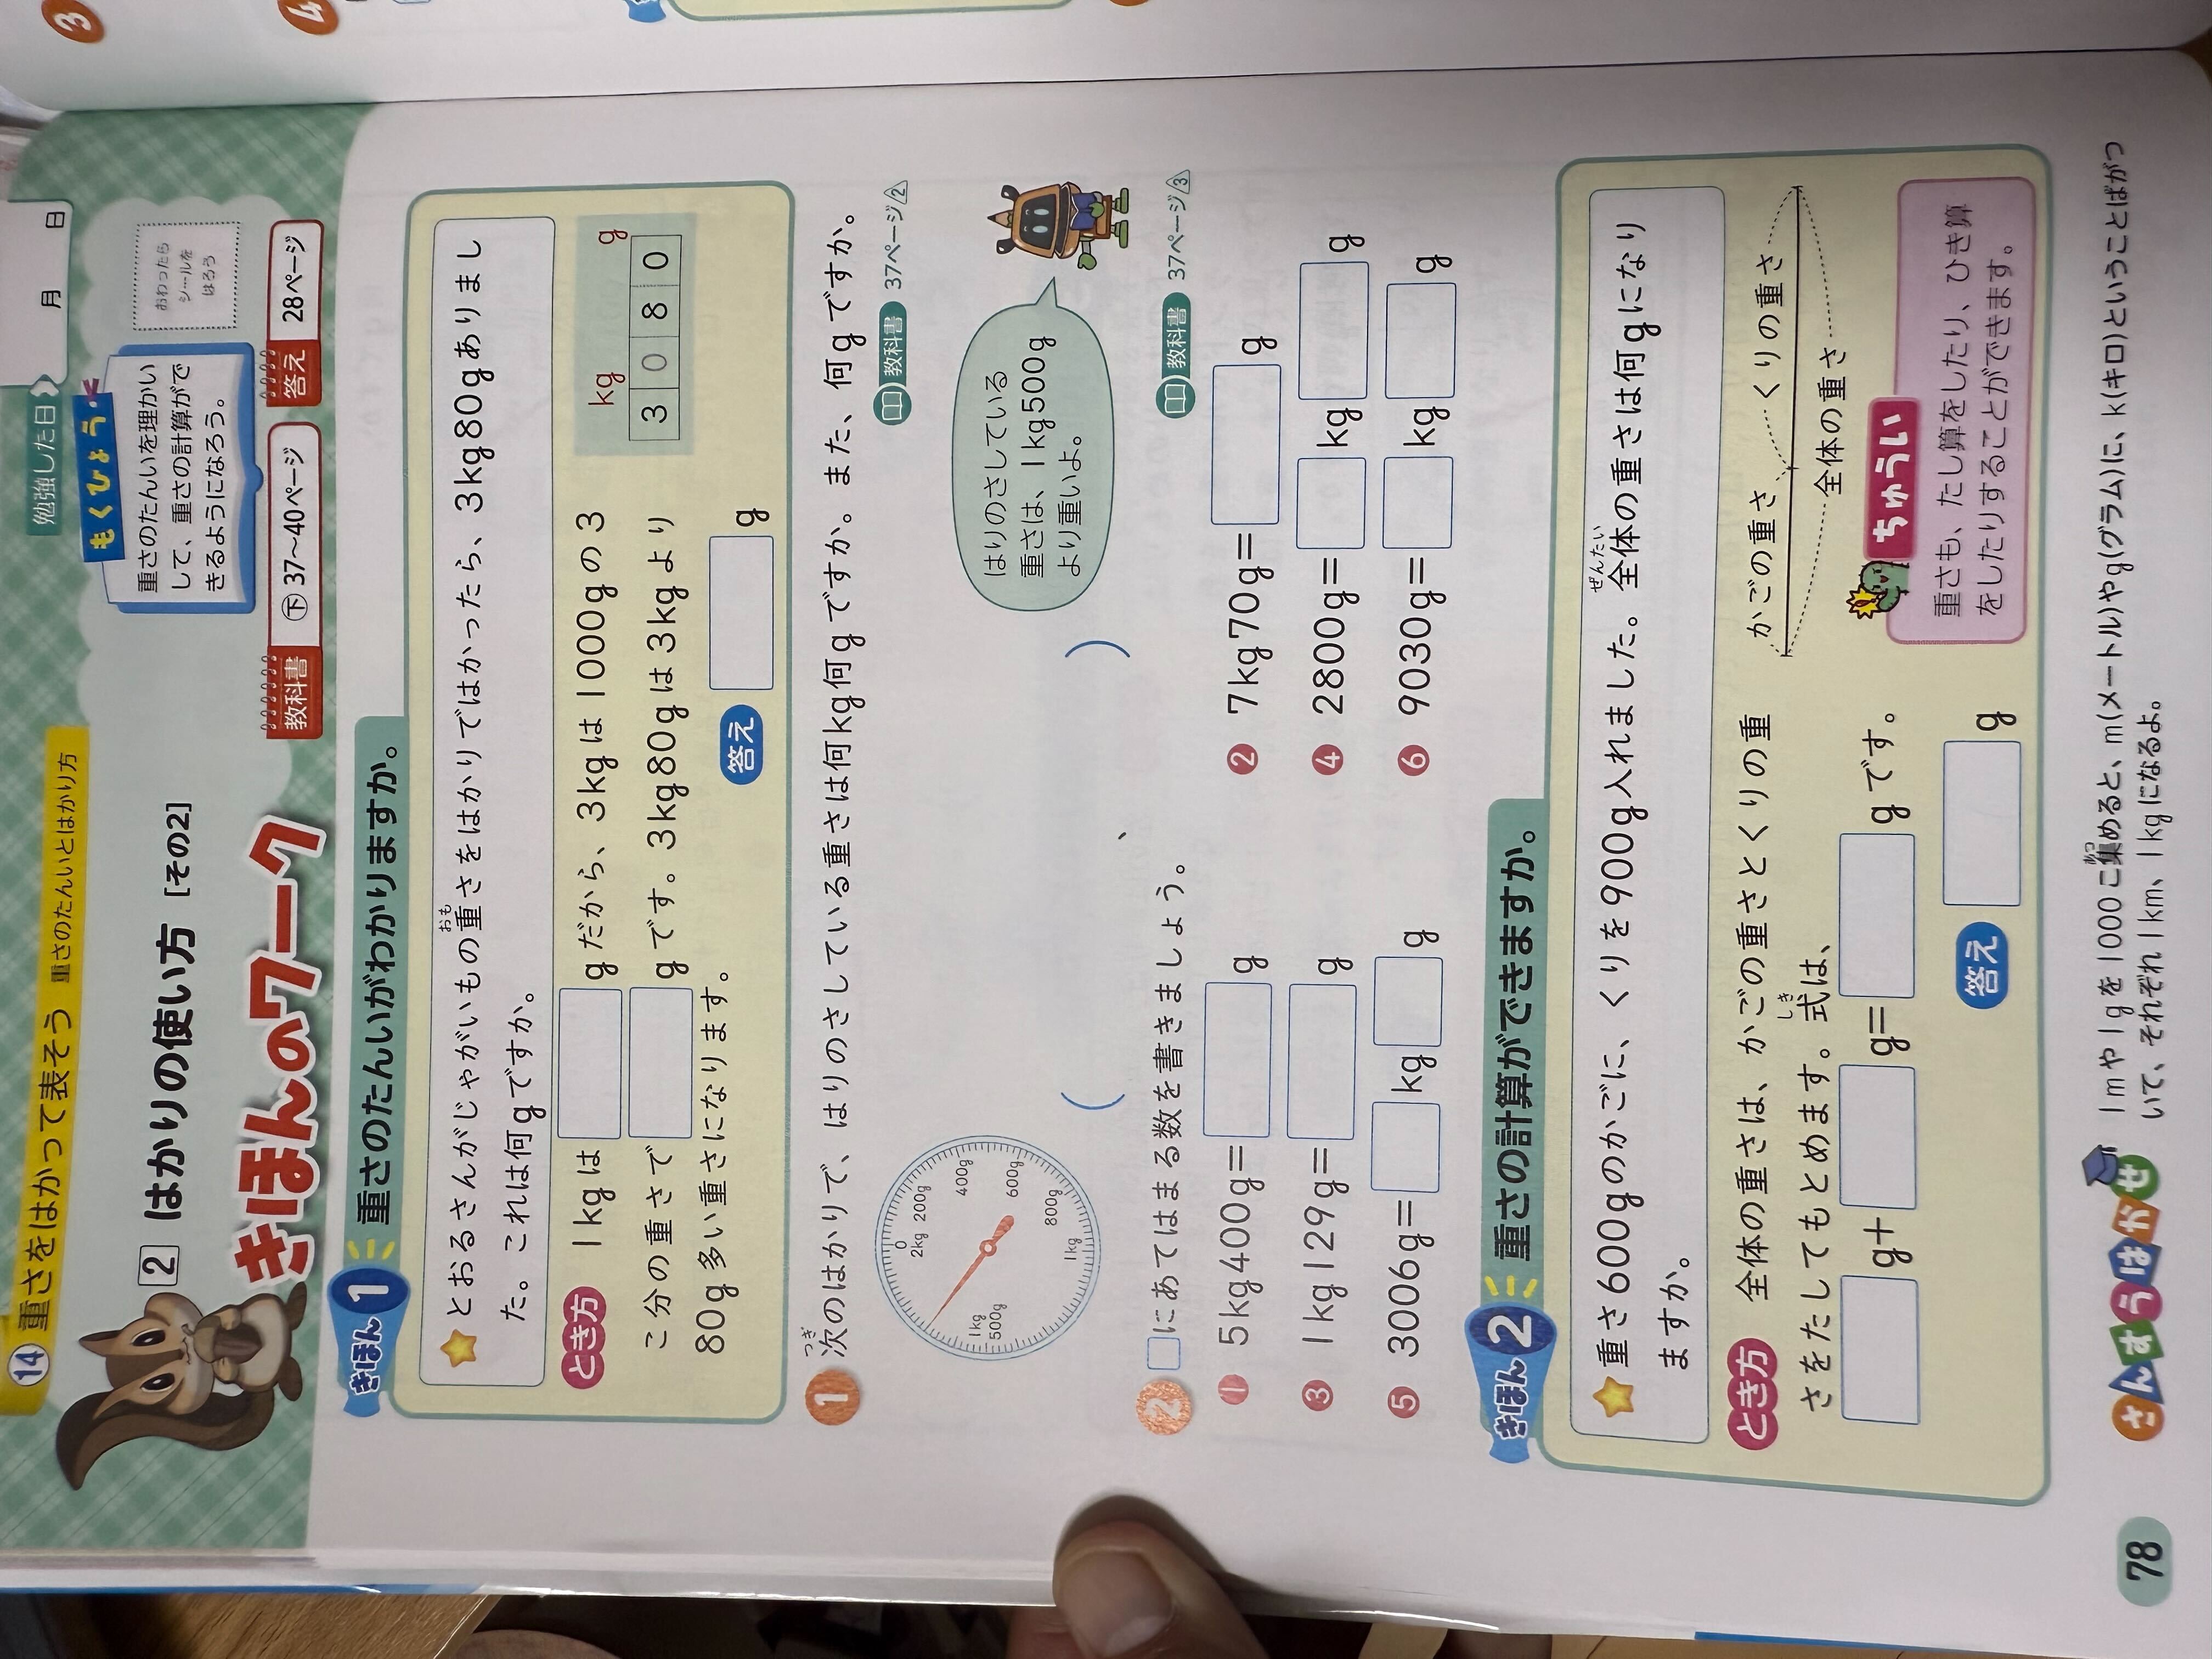 勉強した日
月 日
⑭ 重さをはかって表そう 重さのたんいとはかり方
2 はかりの使い方 [その2]
きほんのワーク
もくひょう
重さのたんいを理かい
して、重さの計算がで
きるようになろう。
おわったら
シールを
はろう
教科書 下37〜40ページ
答え 28ページ
きほん1 重さのたんいがわかりますか。
とおるさんがじゃがいもの重さをはかりではかったら、3kg80gありまし
おも
た。これは何gですか。
とき方 1kgは□gだから、3kgは1000gの3
こ分の重さで□gです。3kg80gは3kgより
80g多い重さになります。
答え □g
kg g
3 0 8 0
1 次のはかりで、はりのさしている重さは何kg何gですか。また、何gですか。
つぎ
教科書 37ページ2
0
2kg
200g
400g
600g
800g
1kg
1kg
500g
はりのさしている
重さは、1kg500g
より重いよ。
( 、 )
2 □にあてはまる数を書きましょう。
教科書 37ページ3
1 5kg400g=□g
2 7kg70g=□g
3 1kg129g=□g
4 2800g=□kg□g
5 3006g=□kg□g
6 9030g=□kg□g
きほん2 重さの計算ができますか。
重さ600gのかごに、くりを900g入れました。全体の重さは何gになり
ぜんたい
ますか。
とき方 全体の重さは、かごの重さとくりの重
さをたしてもとめます。式は、
しき
□g+□g=□gです。
答え □g
かごの重さ くりの重さ
全体の重さ
ちゅうい
重さも、たし算をしたり、ひき算
をしたりすることができます。
78
さんすうはかせ
1mや1gを1000こ集めると、m(メートル)やg(グラム)に、k(キロ)ということばがつ
あつ
いて、それぞれ1km、1kgになるよ。
3
4